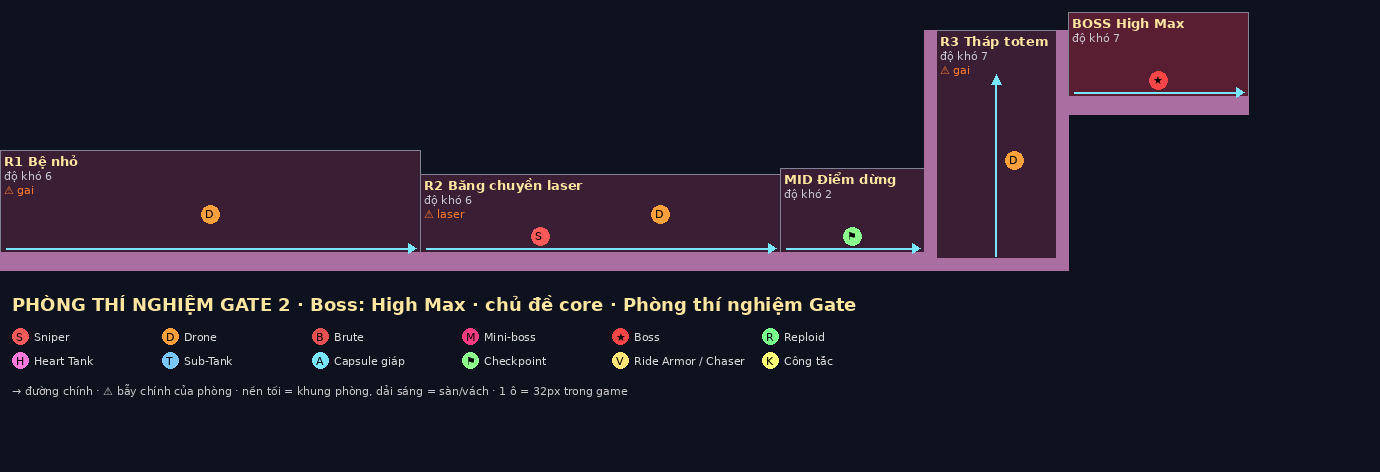 BOSS High Max
độ khó 7
★
R3 Tháp totem
độ khó 7
⚠ gai
D
R1 Bệ nhỏ
độ khó 6
⚠ gai
D
R2 Băng chuyền laser
độ khó 6
⚠ laser
D
S
MID Điểm dừng
độ khó 2
⚑
PHÒNG THÍ NGHIỆM GATE 2 · Boss: High Max · chủ đề core · Phòng thí nghiệm Gate
S Sniper D Drone B Brute M Mini-boss ★ Boss R Reploid
H Heart Tank T Sub-Tank A Capsule giáp ⚑ Checkpoint V Ride Armor / Chaser K Công tắc
→ đường chính · ⚠ bẫy chính của phòng · nền tối = khung phòng, dải sáng = sàn/vách · 1 ô = 32px trong game